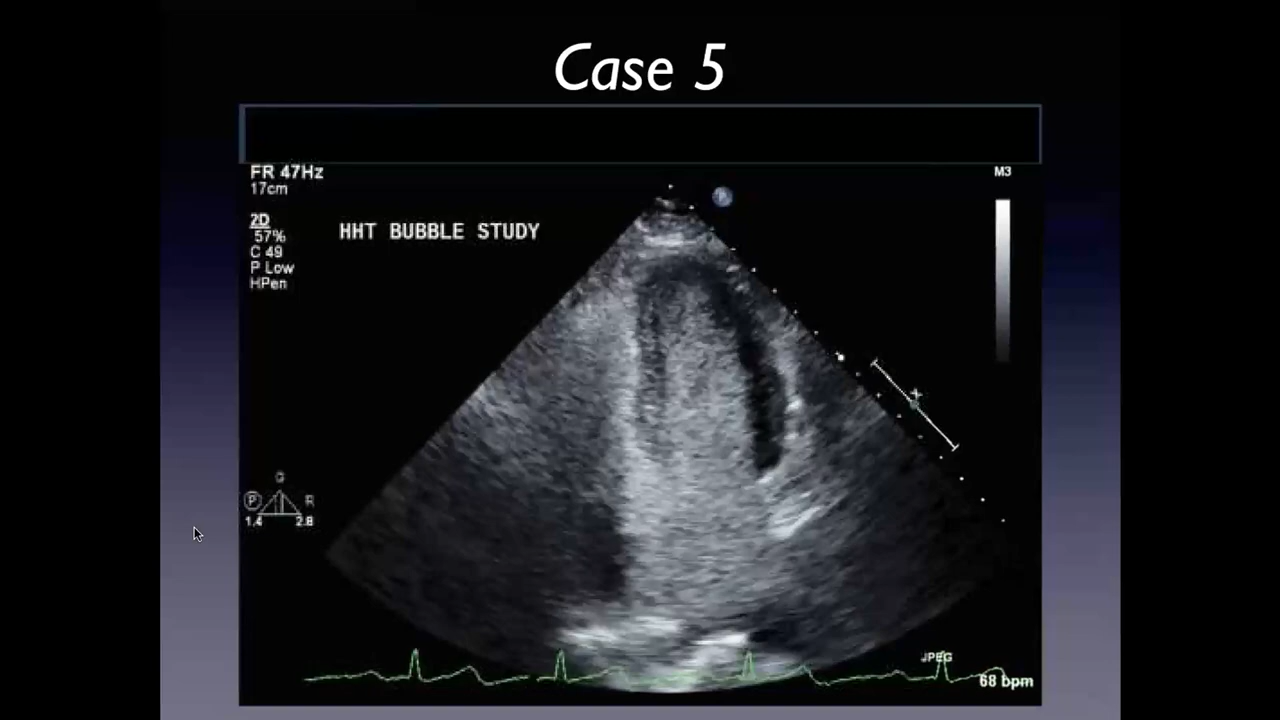 Case 5
FR 47Hz
17cm
M3
2D
57%
C 49
P Low
HPen
HHT BUBBLE STUDY
P
G
P
R
1.4
2.8
JPEG
68 bpm